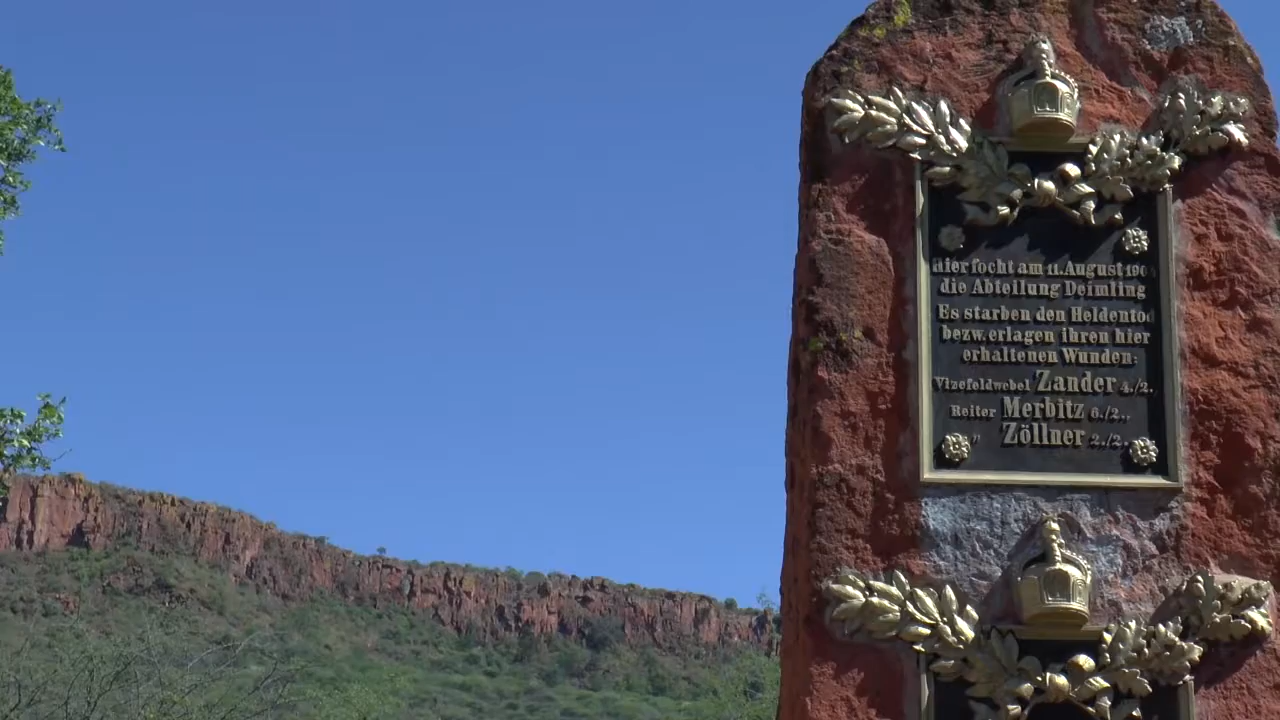 Hier focht am 11. August 190
die Abteilung Deimling
Es starben den Heldentod
bezw. erlagen ihren hier
erhaltenen Wunden:
Vizefeldwebel Zander 4./2.,
Reiter Merbitz 6./2.,
" Zöllner 2./2.